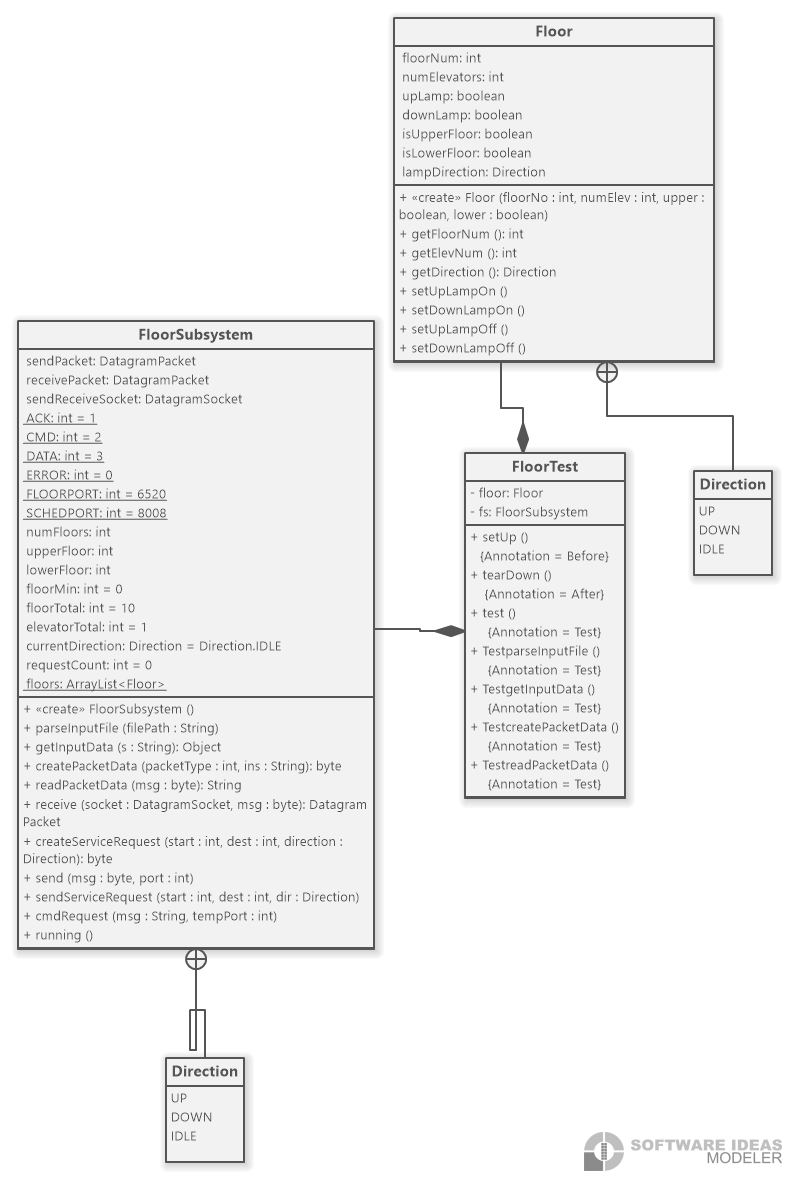 Floor
floorNum: int
numElevators: int
upLamp: boolean
downLamp: boolean
isUpperFloor: boolean
isLowerFloor: boolean
lampDirection: Direction
+ «create» Floor (floorNo : int, numElev : int, upper :
boolean, lower : boolean)
+ getFloorNum (): int
+ getElevNum (): int
+ getDirection (): Direction
+ setUpLampOn ()
+ setDownLampOn ()
+ setUpLampOff ()
+ setDownLampOff ()
FloorSubsystem
sendPacket: DatagramPacket
receivePacket: DatagramPacket
sendReceiveSocket: DatagramSocket
ACK: int = 1
CMD: int = 2
DATA: int = 3
ERROR: int = 0
FLOORPORT: int = 6520
SCHEDPORT: int = 8008
numFloors: int
upperFloor: int
lowerFloor: int
floorMin: int = 0
floorTotal: int = 10
elevatorTotal: int = 1
currentDirection: Direction = Direction.IDLE
requestCount: int = 0
floors: ArrayList<Floor>
+ «create» FloorSubsystem ()
+ parseInputFile (filePath : String)
+ getInputData (s : String): Object
+ createPacketData (packetType : int, ins : String): byte
+ readPacketData (msg : byte): String
+ receive (socket : DatagramSocket, msg : byte): Datagram
Packet
+ createServiceRequest (start : int, dest : int, direction :
Direction): byte
+ send (msg : byte, port : int)
+ sendServiceRequest (start : int, dest : int, dir : Direction)
+ cmdRequest (msg : String, tempPort : int)
+ running ()
FloorTest
- floor: Floor
- fs: FloorSubsystem
+ setUp ()
{Annotation = Before}
+ tearDown ()
{Annotation = After}
+ test ()
{Annotation = Test}
+ TestparseInputFile ()
{Annotation = Test}
+ TestgetInputData ()
{Annotation = Test}
+ TestcreatePacketData ()
{Annotation = Test}
+ TestreadPacketData ()
{Annotation = Test}
Direction
UP
DOWN
IDLE
Direction
UP
DOWN
IDLE
SOFTWARE IDEAS
MODELER